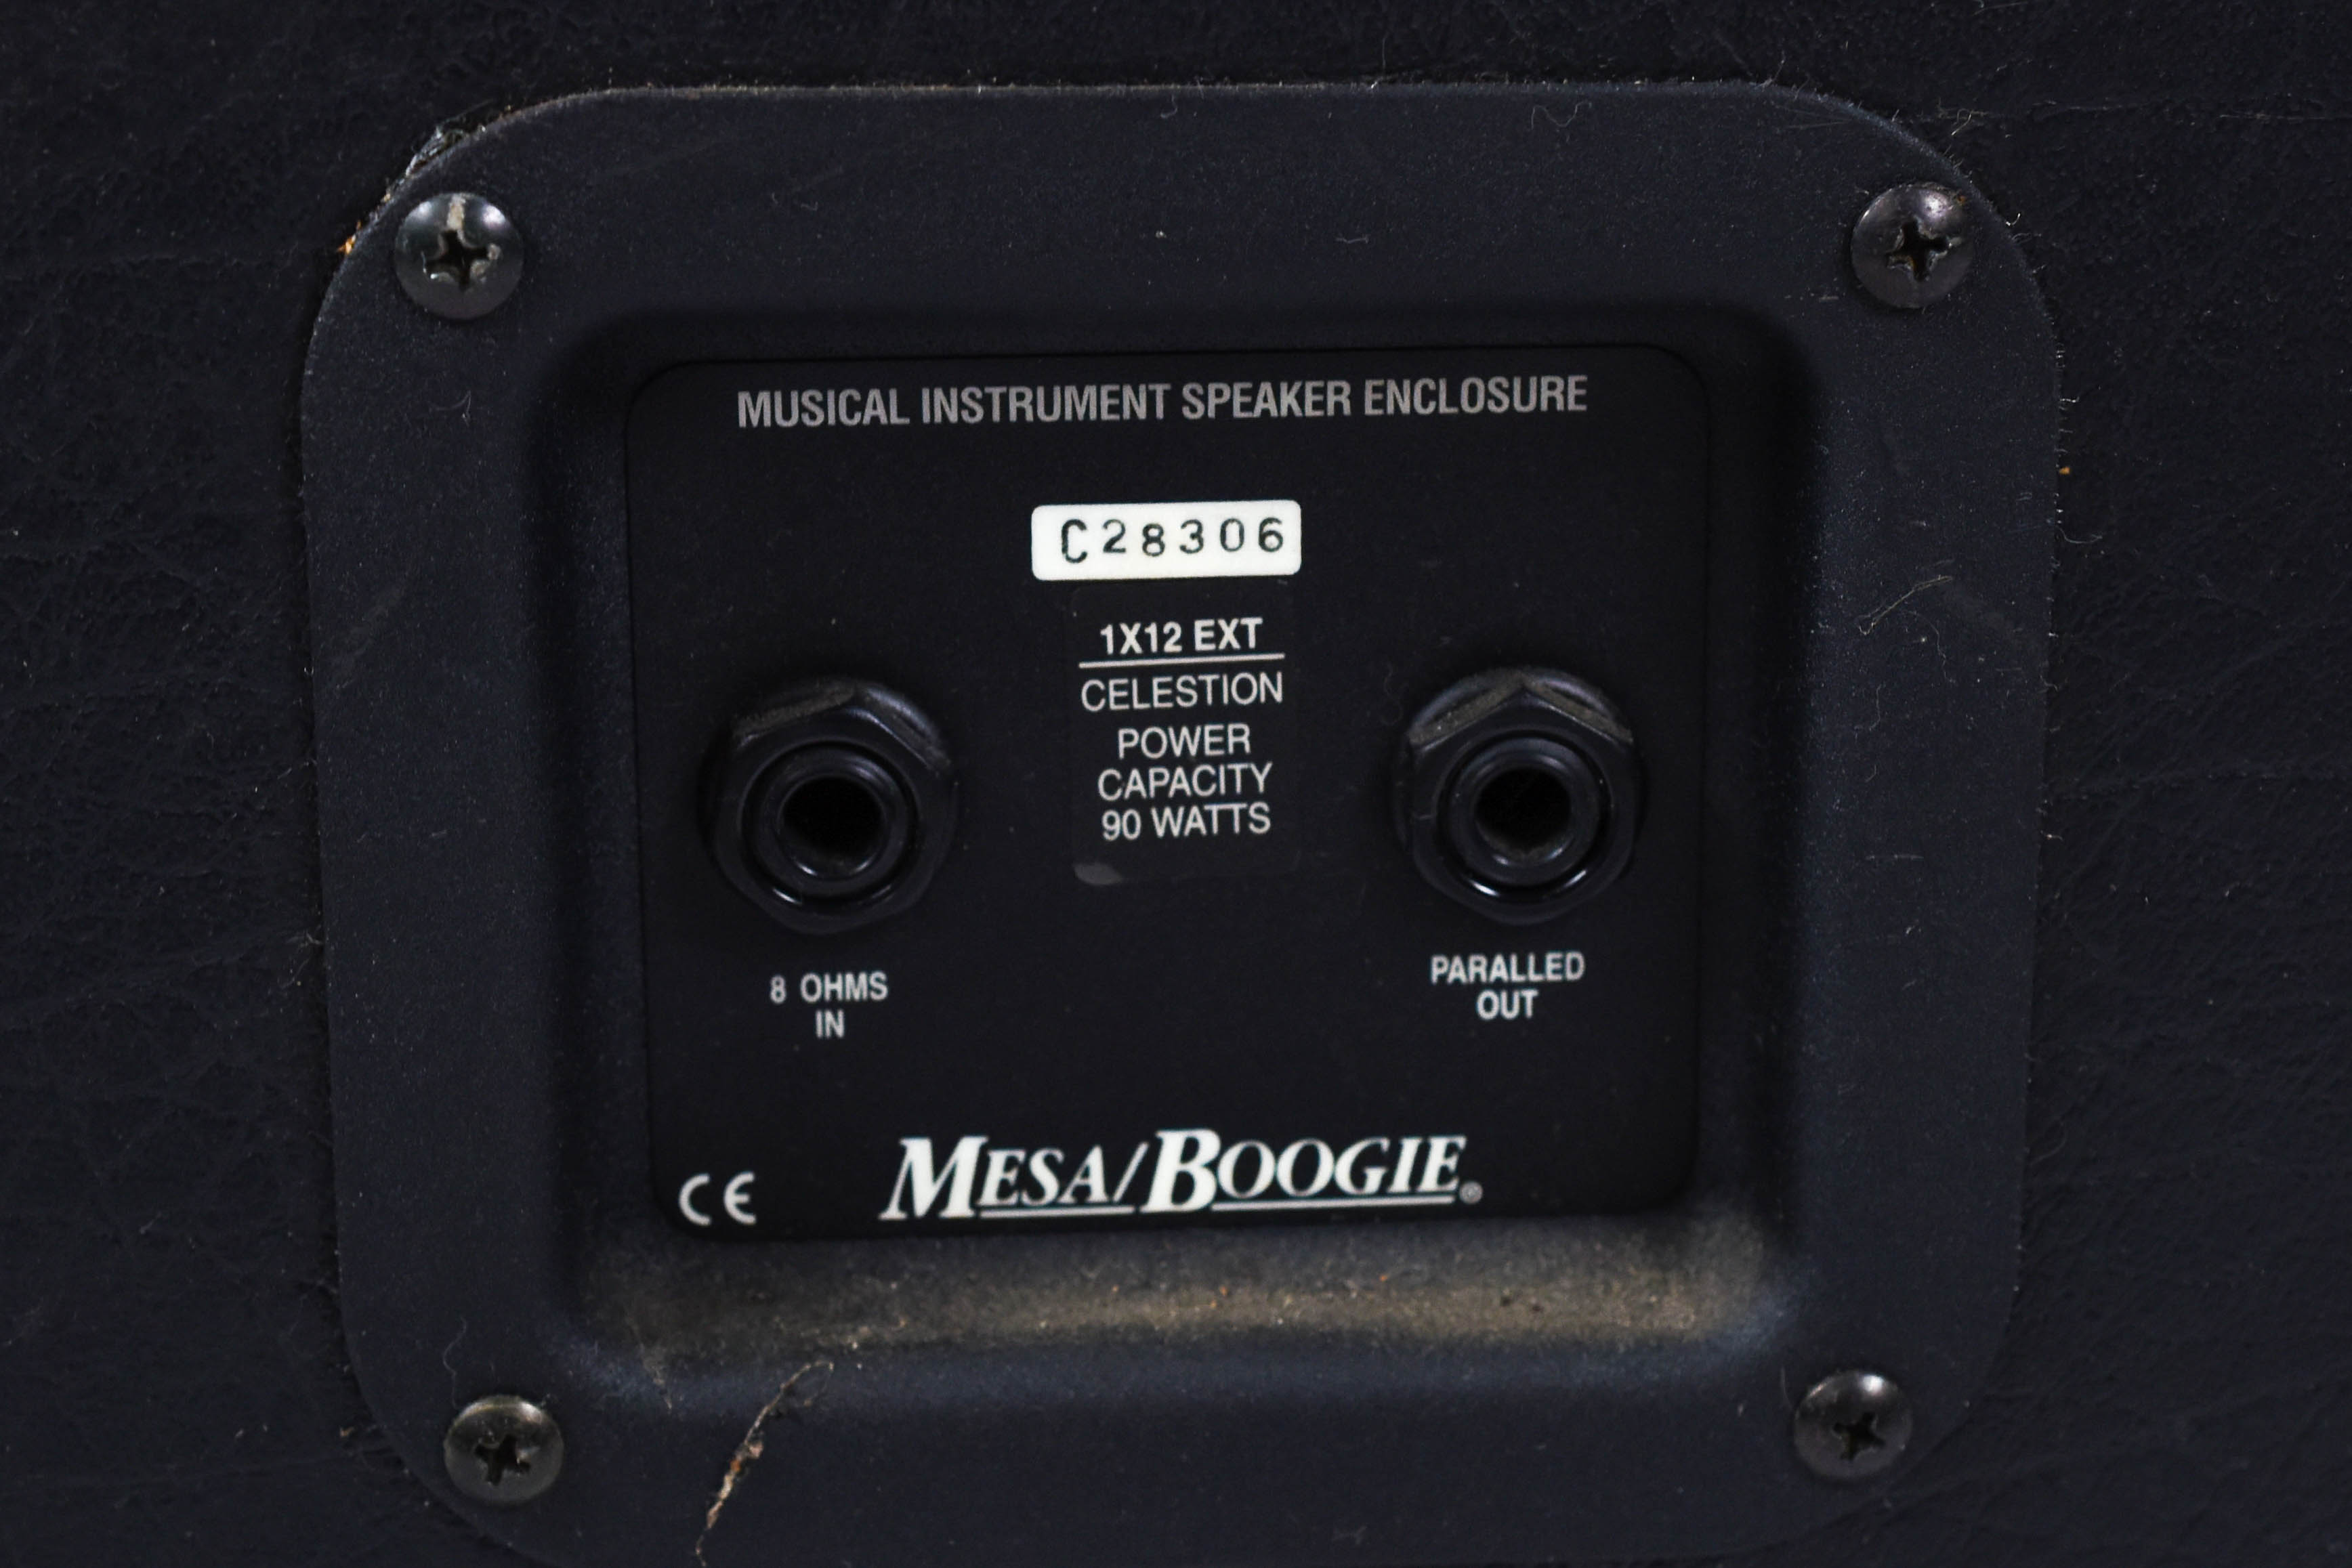 MUSICAL INSTRUMENT SPEAKER ENCLOSURE
C28306
1X12 EXT
CELESTION
POWER
CAPACITY
90 WATTS
8 OHMS
IN
PARALLED
OUT
CE
MESA/BOOGIE®